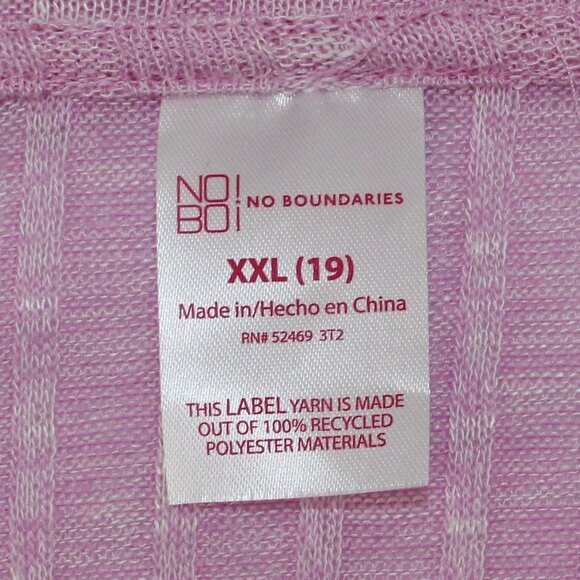 NO!
BO¡
NO BOUNDARIES
XXL (19)
Made in/Hecho en China
RN# 52469 3T2
THIS LABEL YARN IS MADE
OUT OF 100% RECYCLED
POLYESTER MATERIALS